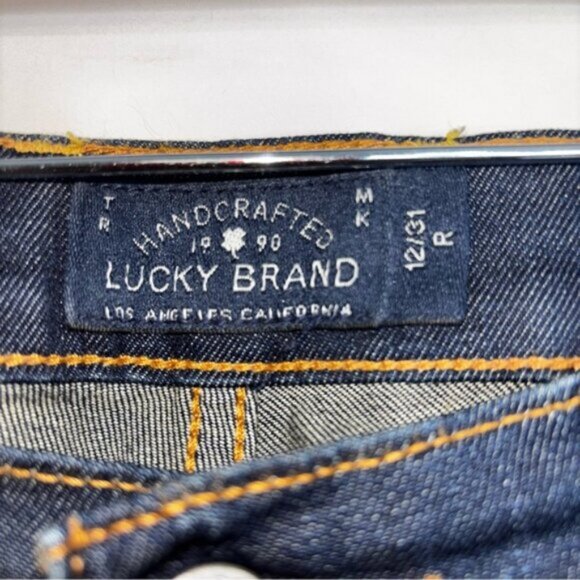 TR MK
HANDCRAFTED
19 90
LUCKY BRAND
LOS ANGELES CALIFORNIA
12/31
R